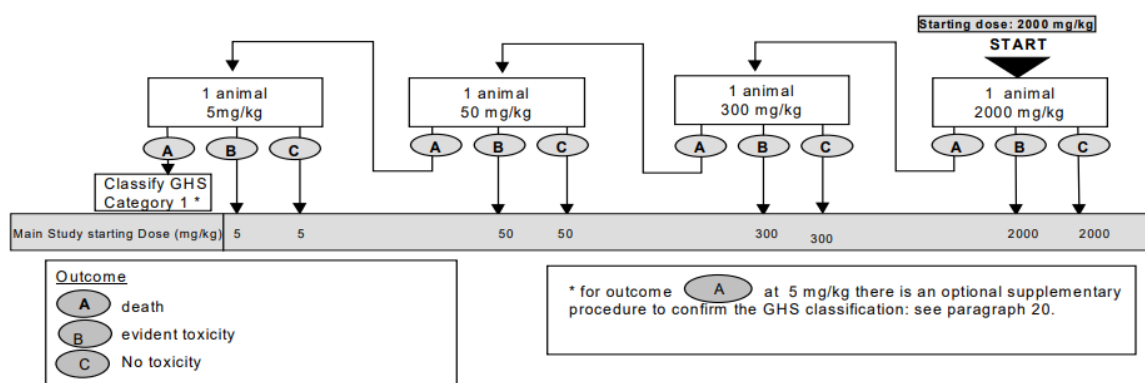 Starting dose: 2000 mg/kg
START
1 animal
5mg/kg
1 animal
50 mg/kg
1 animal
300 mg/kg
1 animal
2000 mg/kg
A
B
C
A
B
C
A
B
C
A
B
C
Classify GHS
Category 1 *
Main Study starting Dose (mg/kg)
5
5
50
50
300
300
2000
2000
Outcome
A death
B evident toxicity
C No toxicity
* for outcome A at 5 mg/kg there is an optional supplementary
procedure to confirm the GHS classification: see paragraph 20.